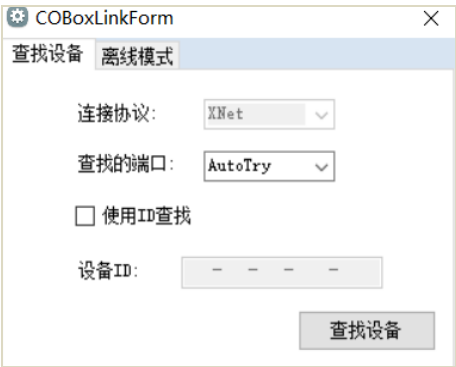 COBoxLinkForm
查找设备 离线模式
连接协议: XNet
查找的端口: AutoTry
使用ID查找
设备ID: - - - -
查找设备